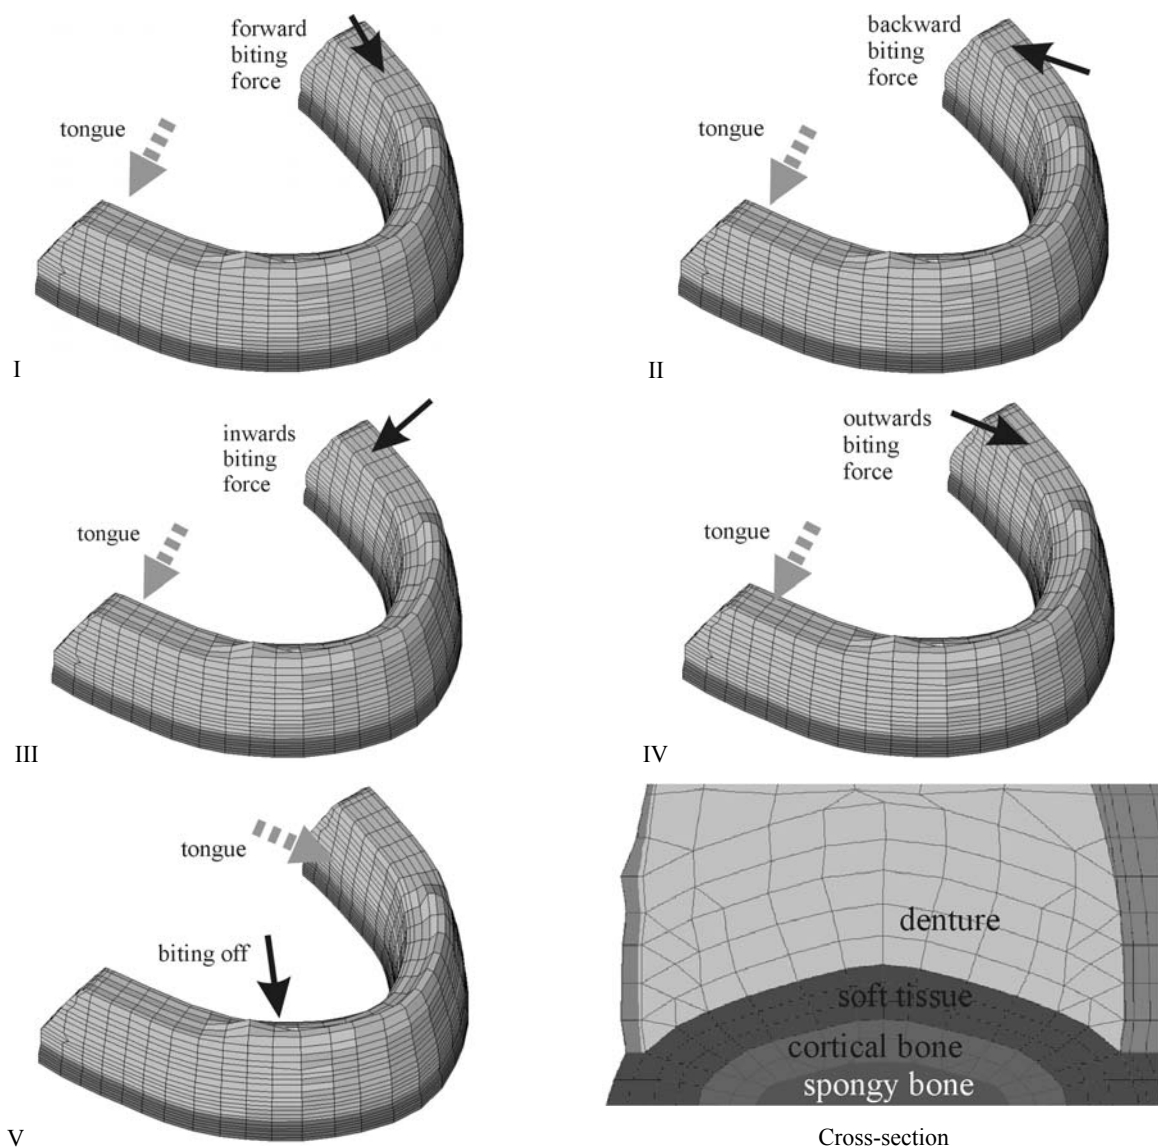 forward
biting
force
tongue
I
backward
biting
force
tongue
II
inwards
biting
force
tongue
III
outwards
biting
force
tongue
IV
tongue
biting off
V
denture
soft tissue
cortical bone
spongy bone
Cross-section